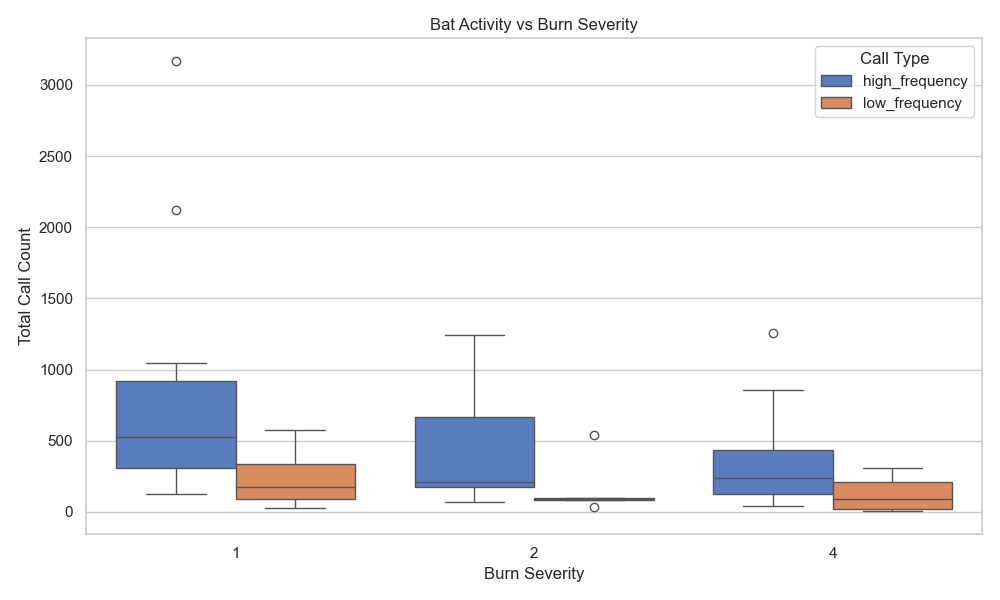 Bat Activity vs Burn Severity
Call Type
high_frequency
low_frequency
Total Call Count
3000
2500
2000
1500
1000
500
0
1 2 4
Burn Severity